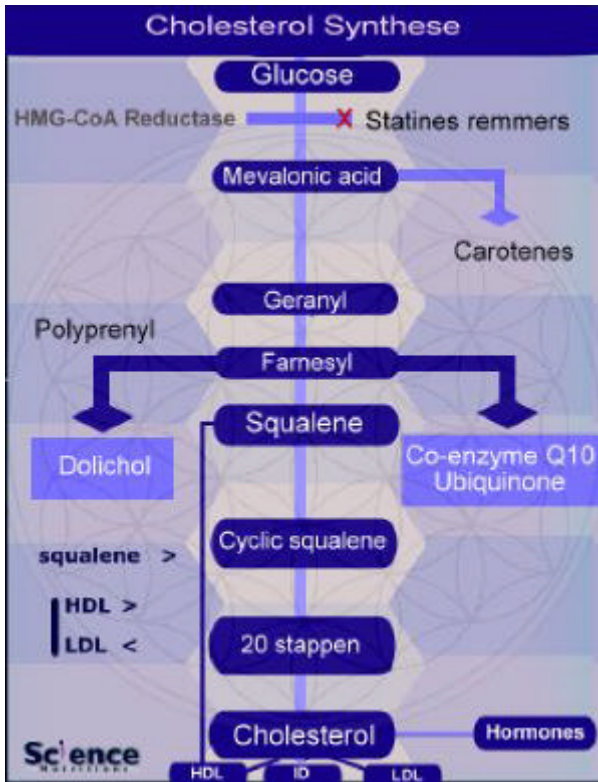 Cholesterol Synthese
Glucose
HMG-CoA Reductase
Statines remmers
Mevalonic acid
Carotenes
Geranyl
Polyprenyl
Farnesyl
Squalene
Dolichol
Co-enzyme Q10
Ubiquinone
Cyclic squalene
squalene >
HDL >
LDL <
20 stappen
Cholesterol
Hormones
Science
Nutritions
HDL
ID
LDL